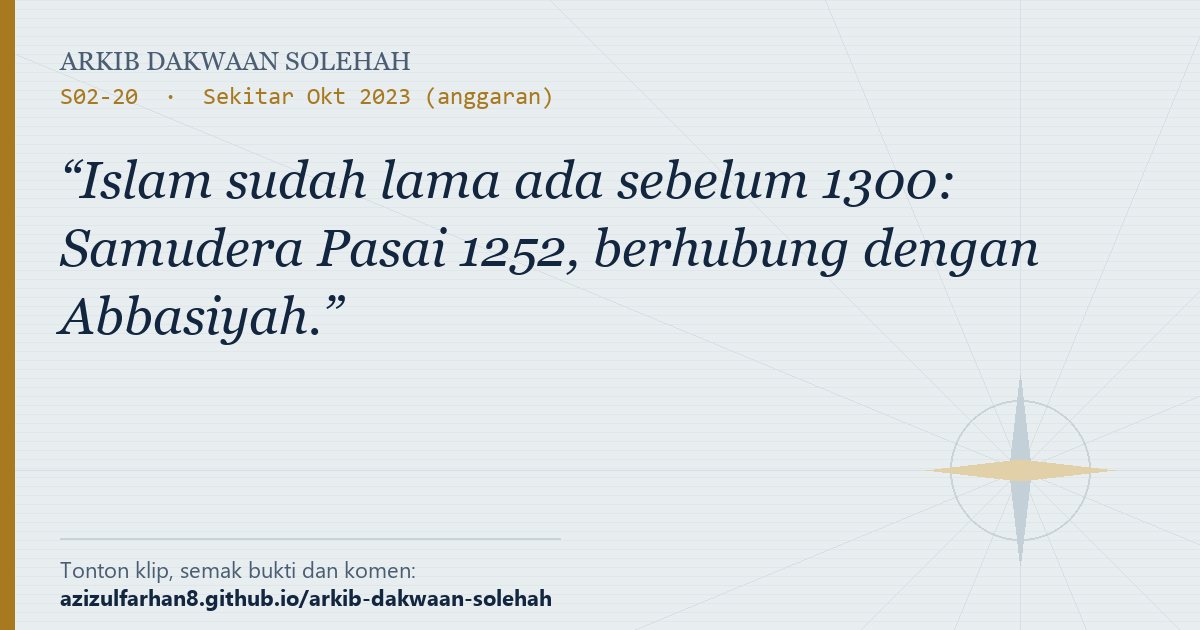 ARKIB DAKWAAN SOLEHAH
S02-20 · Sekitar Okt 2023 (anggaran)
“Islam sudah lama ada sebelum 1300:
Samudera Pasai 1252, berhubung dengan
Abbasiyah.”
Tonton klip, semak bukti dan komen:
azizulfarhan8.github.io/arkib-dakwaan-solehah